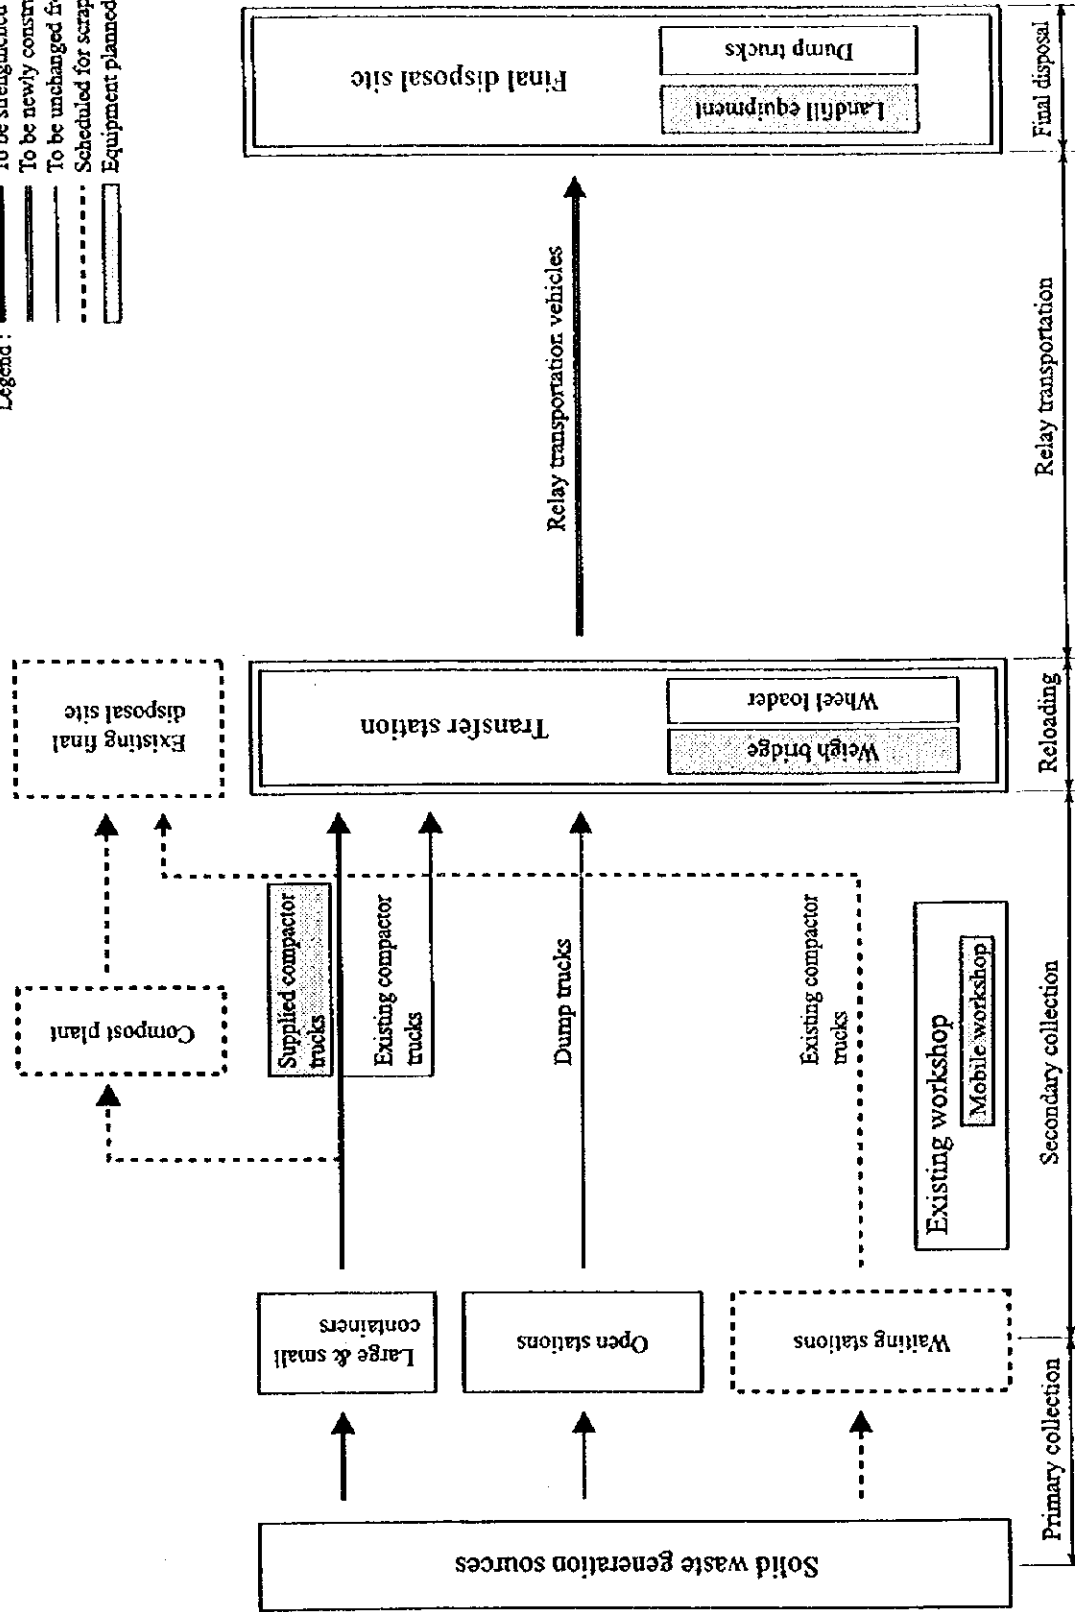 Legend :
To be strengthened
To be newly
To be unchanged
Scheduled for
Equipment planned
Solid waste generation sources
Large & small
containers
Open stations
Waiting stations
Compost plant
Existing final
disposal site
Supplied compactor
trucks
Existing compactor
trucks
Dump trucks
Existing compactor
trucks
Existing workshop
Mobile workshop
Transfer station
Weigh bridge
Wheel loader
Relay transportation vehicles
Final disposal site
Landfill equipment
Dump trucks
Primary collection
Secondary collection
Reloading
Relay transportation
Final disposal